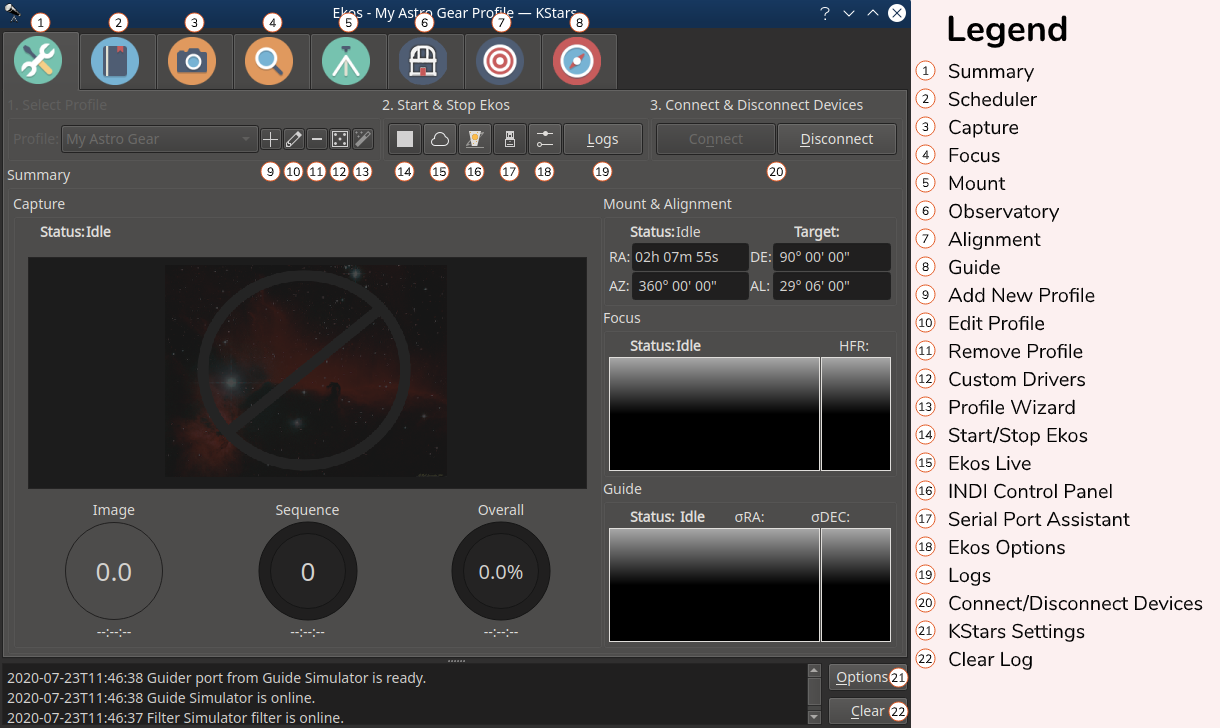 Ekos - My Astro Gear Profile — KStars
?
1 2 3 4 5 6 7 8
1. Select Profile
2. Start & Stop Ekos
3. Connect & Disconnect Devices
Profile: My Astro Gear
Logs
Connect
Disconnect
9 10 11 12 13 14 15 16 17 18 19 20
Summary
Capture
Status: Idle
Image
Sequence
Overall
0.0
0
0.0%
--:--:--
--:--:--
--:--:--
Mount & Alignment
Status: Idle
Target:
RA: 02h 07m 55s DE: 90° 00' 00"
AZ: 360° 00' 00" AL: 29° 06' 00"
Focus
Status: Idle
HFR:
Guide
Status: Idle σRA: σDEC:
2020-07-23T11:46:38 Guider port from Guide Simulator is ready.
2020-07-23T11:46:38 Guide Simulator is online.
2020-07-23T11:46:37 Filter Simulator filter is online.
Options 21
Clear 22
Legend
1 Summary
2 Scheduler
3 Capture
4 Focus
5 Mount
6 Observatory
7 Alignment
8 Guide
9 Add New Profile
10 Edit Profile
11 Remove Profile
12 Custom Drivers
13 Profile Wizard
14 Start/Stop Ekos
15 Ekos Live
16 INDI Control Panel
17 Serial Port Assistant
18 Ekos Options
19 Logs
20 Connect/Disconnect Devices
21 KStars Settings
22 Clear Log